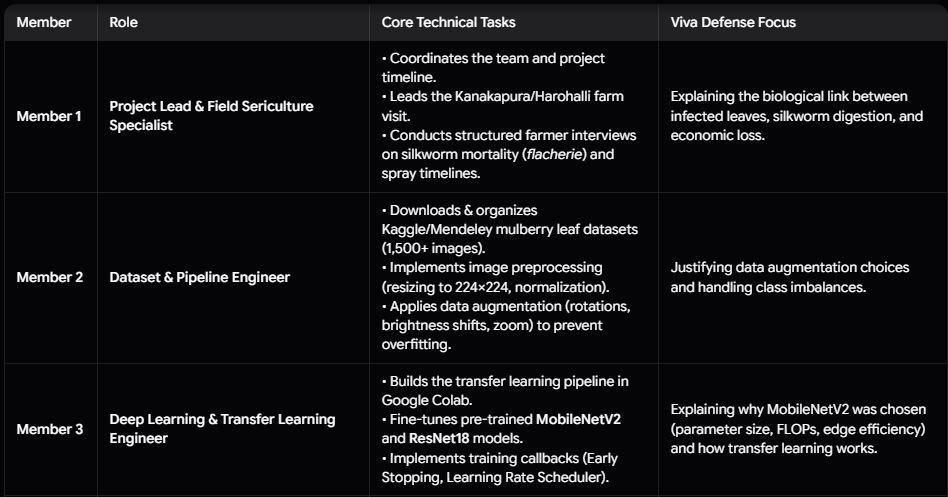 Member Role Core Technical Tasks Viva Defense Focus
Member 1
Project Lead & Field Sericulture
Specialist
• Coordinates the team and project
timeline.
• Leads the Kanakapura/Harohalli farm
visit.
• Conducts structured farmer interviews
on silkworm mortality (flacherie) and
spray timelines.
Explaining the biological link between
infected leaves, silkworm digestion, and
economic loss.
Member 2
Dataset & Pipeline Engineer
• Downloads & organizes
Kaggle/Mendeley mulberry leaf datasets
(1,500+ images).
• Implements image preprocessing
(resizing to 224×224, normalization).
• Applies data augmentation (rotations,
brightness shifts, zoom) to prevent
overfitting.
Justifying data augmentation choices
and handling class imbalances.
Member 3
Deep Learning & Transfer Learning
Engineer
• Builds the transfer learning pipeline in
Google Colab.
• Fine-tunes pre-trained MobileNetV2
and ResNet18 models.
• Implements training callbacks (Early
Stopping, Learning Rate Scheduler).
Explaining why MobileNetV2 was chosen
(parameter size, FLOPs, edge efficiency)
and how transfer learning works.